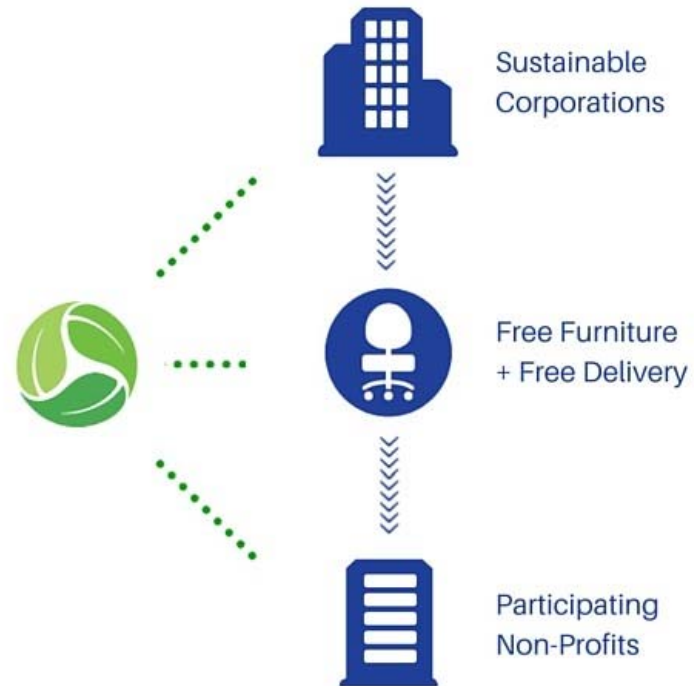 Sustainable
Corporations
Free Furniture
+ Free Delivery
Participating
Non-Profits